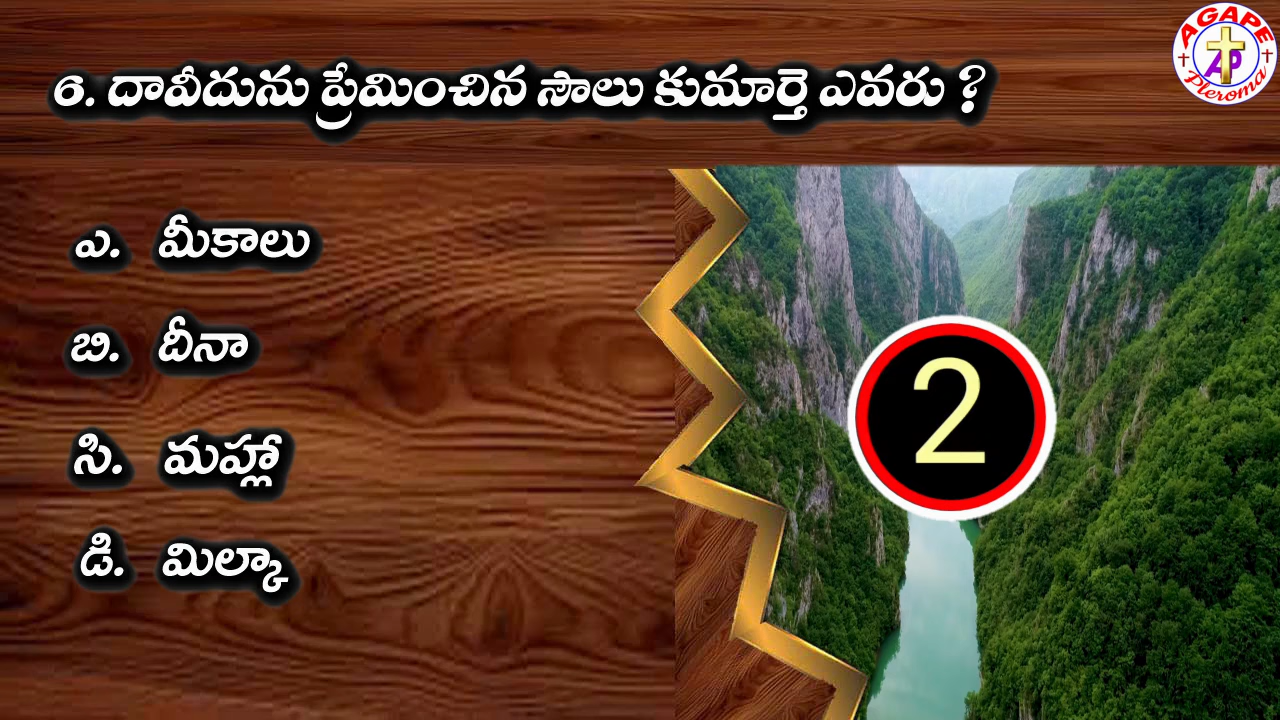 6. దావీదును ప్రేమించిన సౌలు కుమార్తె ఎవరు ?
ఎ. మీకాలు
బి. దీనా
సి. మహ్లా
డి. మిల్కా
2
AGAPE
AP
Pleroma